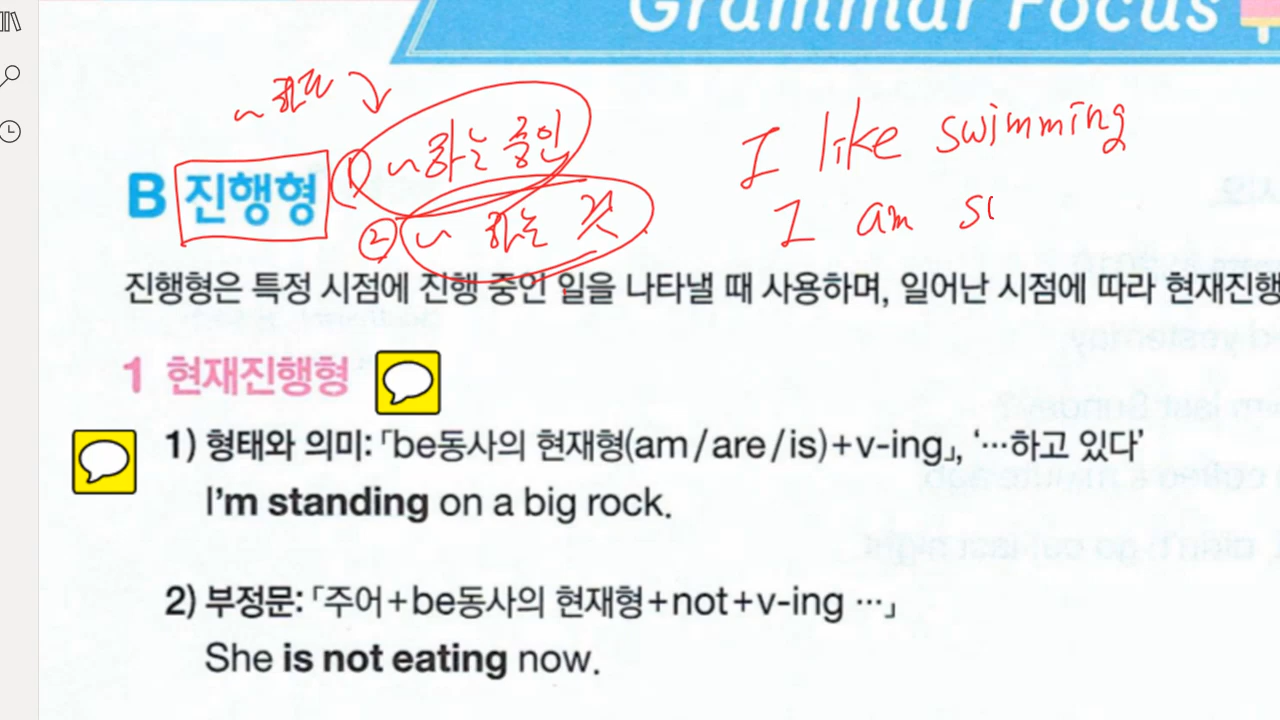 Grammar Focus
~ 하다
① ~하는 중인
B 진행형
② ~ 하는 것
I like swimming
I am s
진행형은 특정 시점에 진행 중인 일을 나타낼 때 사용하며, 일어난 시점에 따라 현재진행
1 현재진행형
1) 형태와 의미: 「be동사의 현재형(am/are/is)+v-ing」, ‘…하고 있다’
I'm standing on a big rock.
2) 부정문: 「주어+be동사의 현재형+not+v-ing …」
She is not eating now.